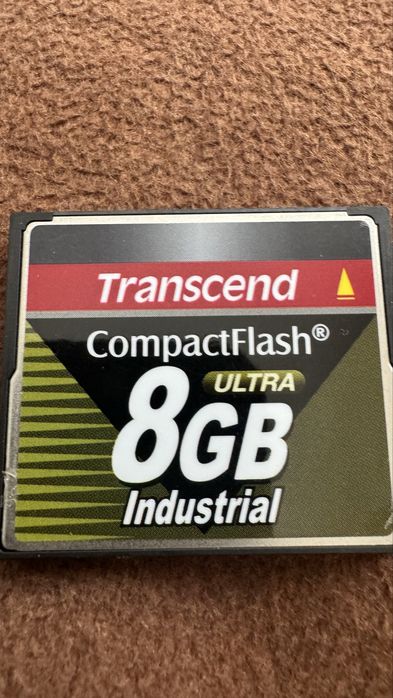 Transcend
CompactFlash®
ULTRA
8GB
Industrial